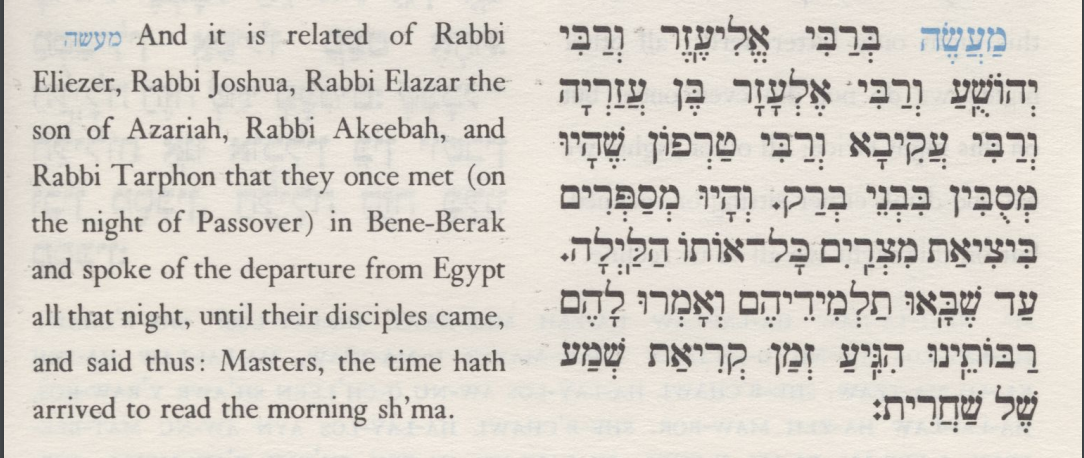 מעשה And it is related of Rabbi
Eliezer, Rabbi Joshua, Rabbi Elazar the
son of Azariah, Rabbi Akeebah, and
Rabbi Tarphon that they once met (on
the night of Passover) in Bene-Berak
and spoke of the departure from Egypt
all that night, until their disciples came,
and said thus: Masters, the time hath
arrived to read the morning sh'ma.
מַעֲשֶׂה בְּרַבִּי אֱלִיעֶֽזֶר וְרַבִּי
יְהוֹשֻֽׁעַ וְרַבִּי אֶלְעָזָר בֶּן עֲזַרְיָה
וְרַבִּי עֲקִיבָא וְרַבִּי טַרְפוֹן שֶׁהָיוּ
מְסֻבִּין בִּבְנֵי בְרַק, וְהָיוּ מְסַפְּרִים
בִּיצִיאַת מִצְרַֽיִם כָּל־אוֹתוֹ הַלַּֽיְלָה.
עַד שֶׁבָּֽאוּ תַלְמִידֵיהֶם וְאָמְרוּ לָהֶם
רַבּוֹתֵֽינוּ הִגִּֽיעַ זְמַן קְרִיאַת שְׁמַע
שֶׁל שַׁחֲרִית: